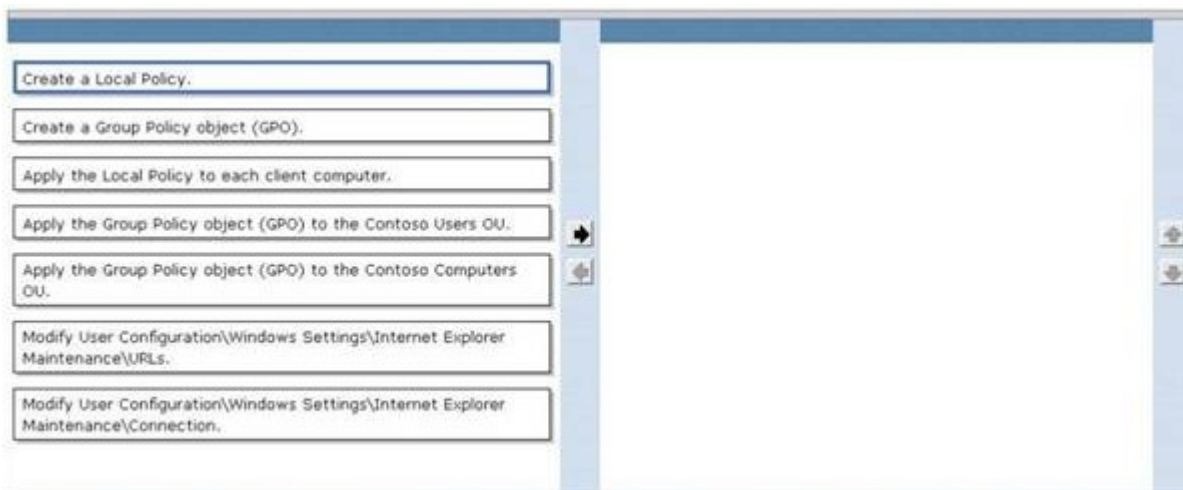 Create a Local Policy.
Create a Group Policy object (GPO).
Apply the Local Policy to each client computer.
Apply the Group Policy object (GPO) to the Contoso Users OU.
Apply the Group Policy object (GPO) to the Contoso Computers
OU.
Modify User Configuration\Windows Settings\Internet Explorer
Maintenance\URLs.
Modify User Configuration\Windows Settings\Internet Explorer
Maintenance\Connection.